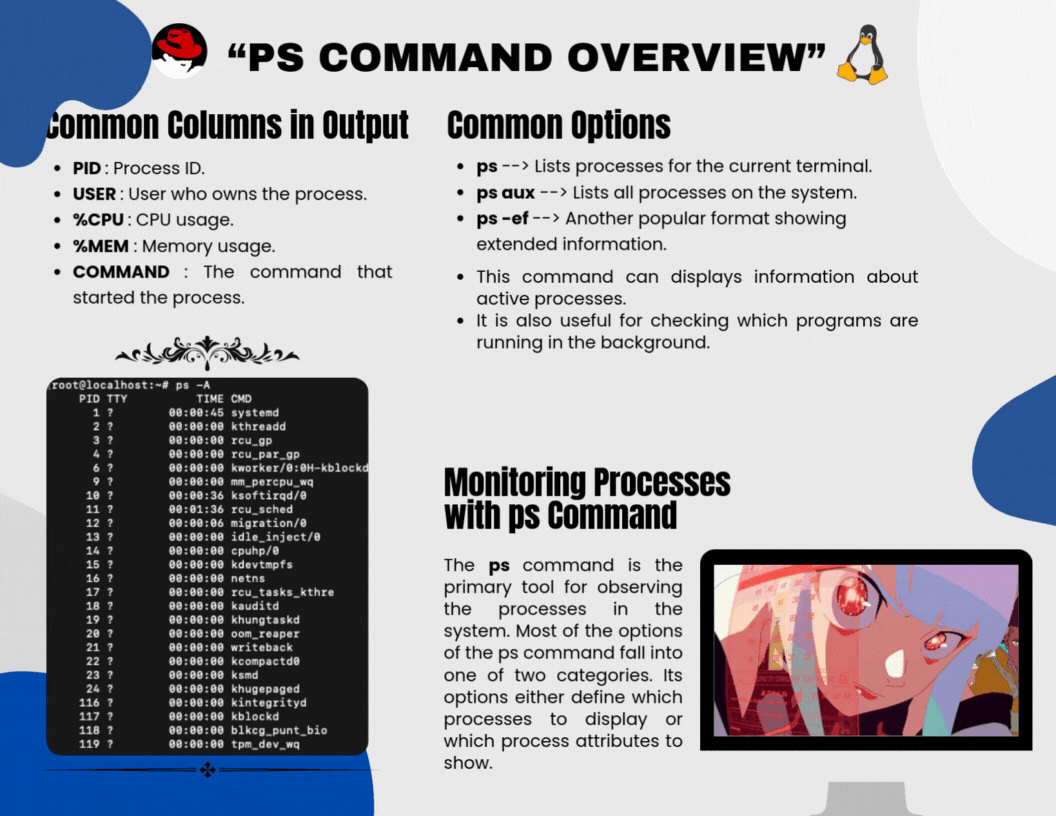 “PS COMMAND OVERVIEW”
Common Columns in Output
• PID : Process ID.
• USER : User who owns the process.
• %CPU : CPU usage.
• %MEM : Memory usage.
• COMMAND : The command that
started the process.
Common Options
• ps --> Lists processes for the current terminal.
• ps aux --> Lists all processes on the system.
• ps -ef --> Another popular format showing
extended information.
• This command can displays information about
active processes.
• It is also useful for checking which programs are
running in the background.
root@localhost:~# ps -A
PID TTY TIME CMD
1 ? 00:00:45 systemd
2 ? 00:00:00 kthreadd
3 ? 00:00:00 rcu_gp
4 ? 00:00:00 rcu_par_gp
6 ? 00:00:00 kworker/0:0H-kblockd
9 ? 00:00:00 mm_percpu_wq
10 ? 00:00:36 ksoftirqd/0
11 ? 00:01:36 rcu_sched
12 ? 00:00:06 migration/0
13 ? 00:00:00 idle_inject/0
14 ? 00:00:00 cpuhp/0
15 ? 00:00:00 kdevtmpfs
16 ? 00:00:00 netns
17 ? 00:00:00 rcu_tasks_kthre
18 ? 00:00:00 kauditd
19 ? 00:00:00 khungtaskd
20 ? 00:00:00 oom_reaper
21 ? 00:00:00 writeback
22 ? 00:00:00 kcompactd0
23 ? 00:00:00 ksmd
24 ? 00:00:00 khugepaged
116 ? 00:00:00 kintegrityd
117 ? 00:00:00 kblockd
118 ? 00:00:00 blkcg_punt_bio
119 ? 00:00:00 tpm_dev_wq
Monitoring Processes
with ps Command
The ps command is the
primary tool for observing
the processes in the
system. Most of the options
of the ps command fall into
one of two categories. Its
options either define which
processes to display or
which process attributes to
show.